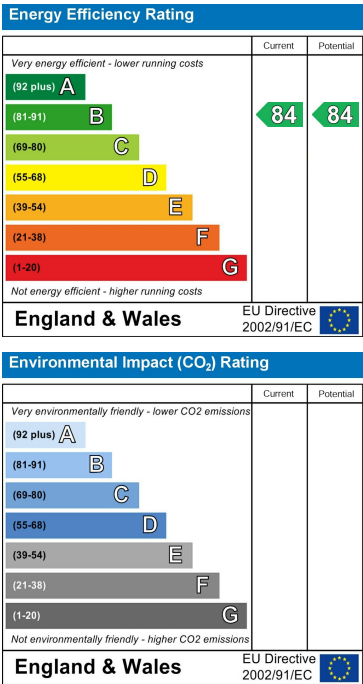 Energy Efficiency Rating
Current Potential
Very energy efficient - lower running costs
(92 plus) A
(81-91) B 84 84
(69-80) C
(55-68) D
(39-54) E
(21-38) F
(1-20) G
Not energy efficient - higher running costs
England & Wales EU Directive 2002/91/EC
Environmental Impact (CO₂) Rating
Current Potential
Very environmentally friendly - lower CO2 emissions
(92 plus) A
(81-91) B
(69-80) C
(55-68) D
(39-54) E
(21-38) F
(1-20) G
Not environmentally friendly - higher CO2 emissions
England & Wales EU Directive 2002/91/EC